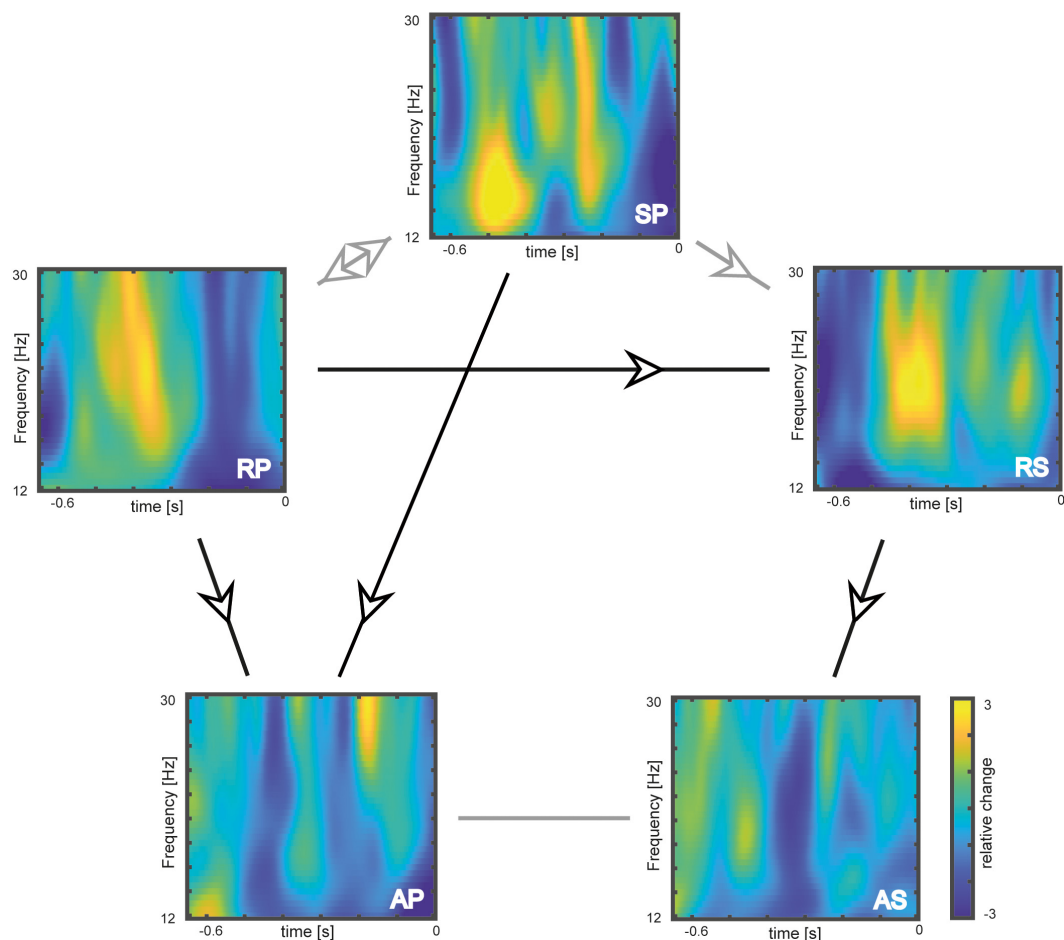 30
Frequency [Hz]
12
SP
-0.6
time [s]
0
30
Frequency [Hz]
12
RP
-0.6
time [s]
0
30
Frequency [Hz]
12
RS
-0.6
time [s]
0
30
Frequency [Hz]
12
AP
-0.6
time [s]
0
30
Frequency [Hz]
12
AS
-0.6
time [s]
0
3
relative change
-3